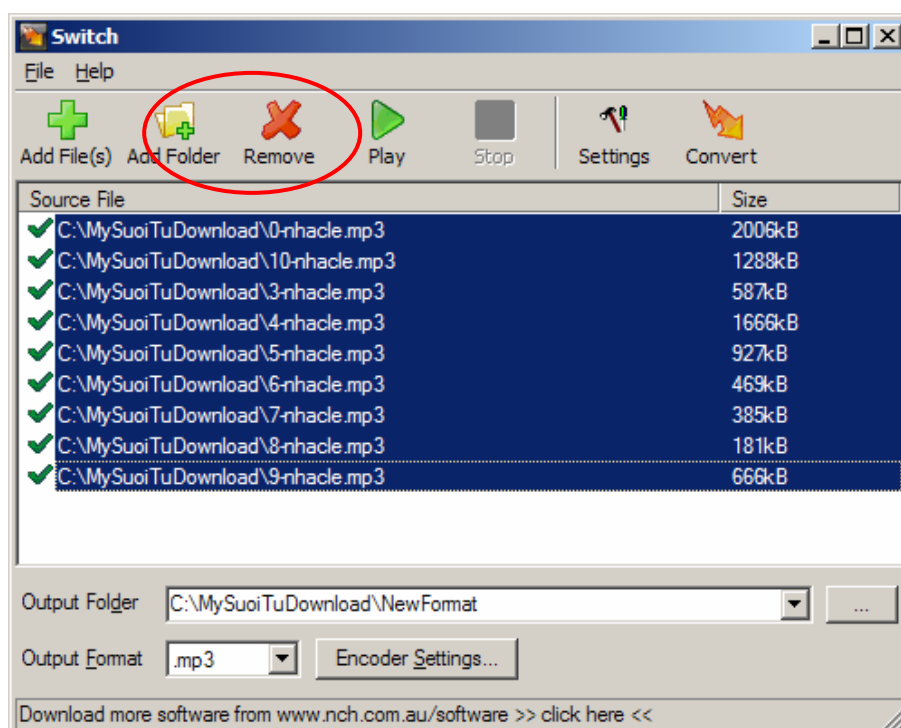 Switch
File Help
Add File(s) Add Folder Remove Play Stop Settings Convert
Source File Size
C:\MySuoiTuDownload\0-nhacle.mp3 2006kB
C:\MySuoiTuDownload\10-nhacle.mp3 1288kB
C:\MySuoiTuDownload\3-nhacle.mp3 587kB
C:\MySuoiTuDownload\4-nhacle.mp3 1666kB
C:\MySuoiTuDownload\5-nhacle.mp3 927kB
C:\MySuoiTuDownload\6-nhacle.mp3 469kB
C:\MySuoiTuDownload\7-nhacle.mp3 385kB
C:\MySuoiTuDownload\8-nhacle.mp3 181kB
C:\MySuoiTuDownload\9-nhacle.mp3 666kB
Output Folder C:\MySuoiTuDownload\NewFormat ...
Output Format .mp3 Encoder Settings...
Download more software from www.nch.com.au/software >> click here <<